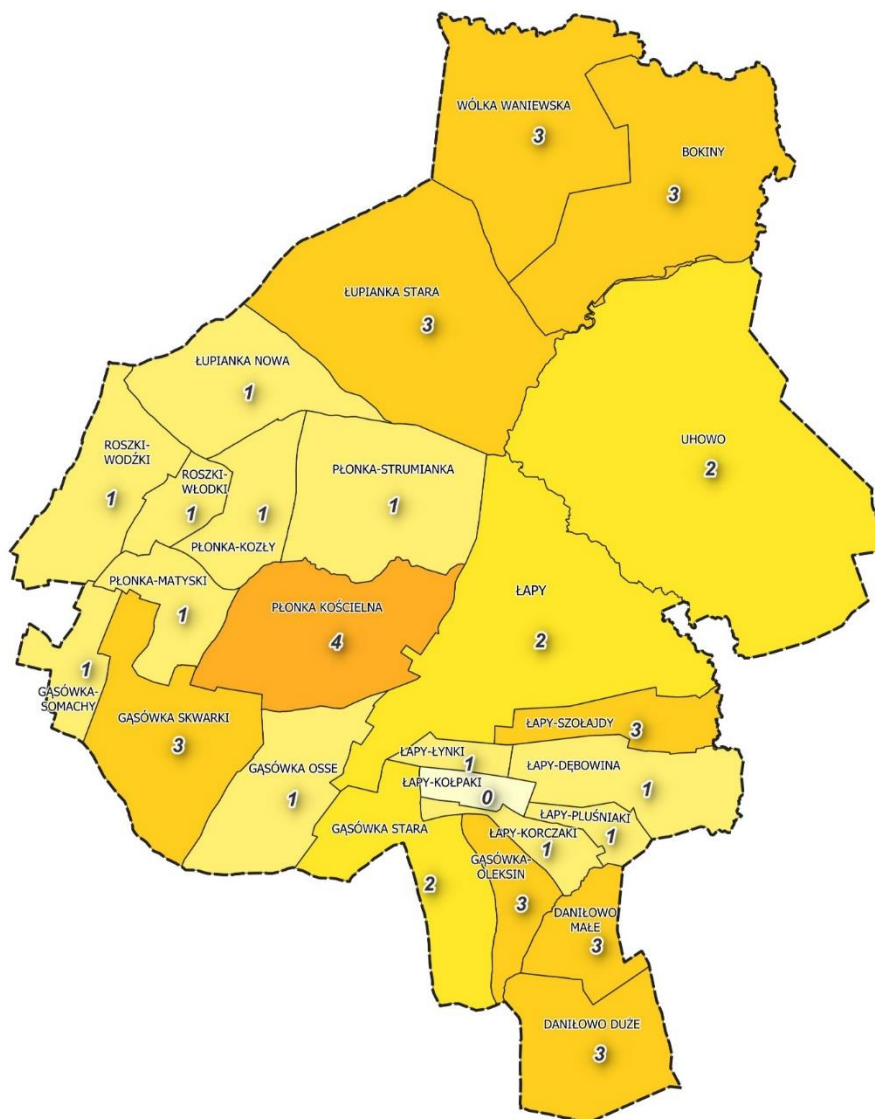 WÓLKA WANIEWSKA
3
BOKINY
3
ŁUPIANKA STARA
3
ŁUPIANKA NOWA
1
ROSZKI-
WODŹKI
1
ROSZKI-
WŁODKI
1
1
PŁONKA-KOZŁY
PŁONKA-STRUMIANKA
1
UHOWO
2
PŁONKA-MATYSKI
1
PŁONKA KOŚCIELNA
4
ŁAPY
2
1
GĄSÓWKA-
SOMACHY
GĄSÓWKA SKWARKI
3
GĄSÓWKA OSSE
1
ŁAPY-SZOŁAJDY
3
ŁAPY-ŁYNKI
1
ŁAPY-DĘBOWINA
1
ŁAPY-KOŁPAKI
0
ŁAPY-PLUŚNIAKI
1
GĄSÓWKA STARA
2
ŁAPY-KORCZAKI
1
GĄSÓWKA-
OLEKSIN
3
DANIŁOWO
MAŁE
3
DANIŁOWO DUŻE
3